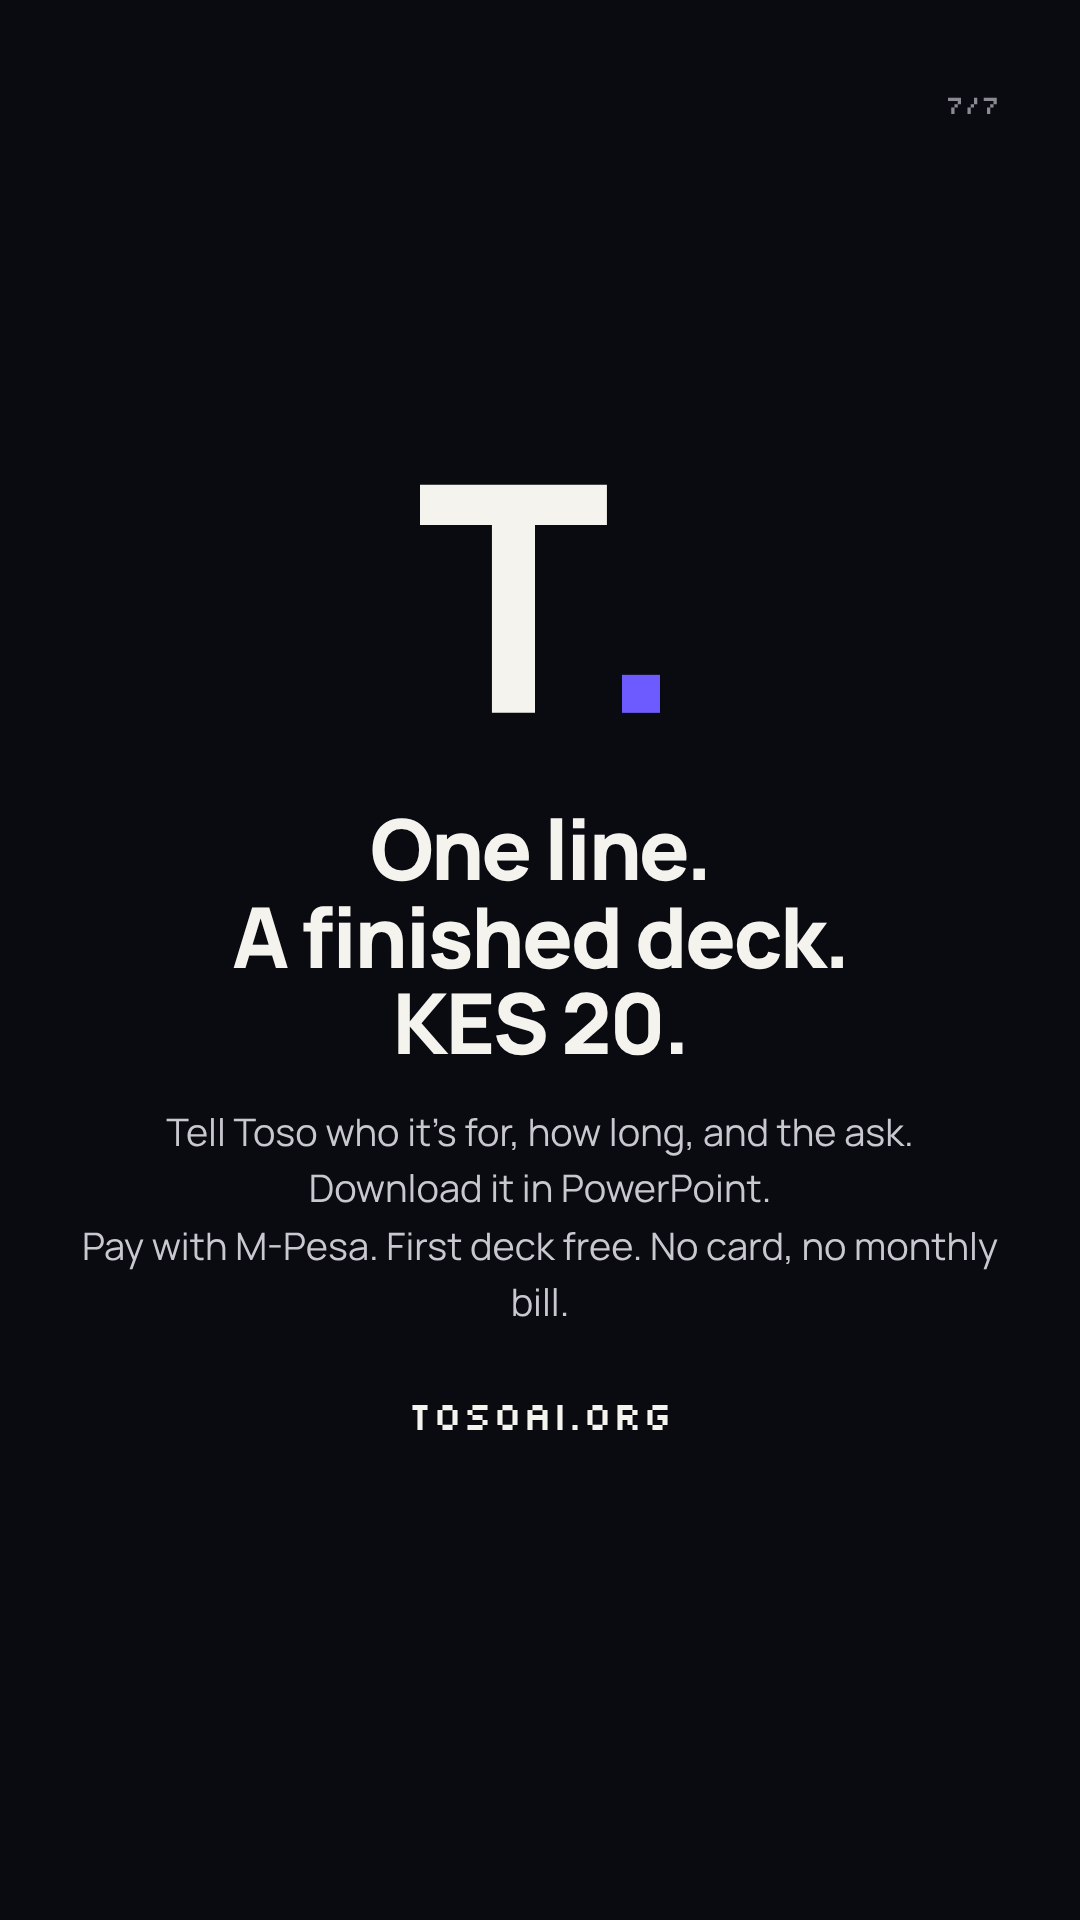 7/7
T.
One line.
A finished deck.
KES 20.
Tell Toso who it’s for, how long, and the ask.
Download it in PowerPoint.
Pay with M-Pesa. First deck free. No card, no monthly
bill.
TOSOAI.ORG